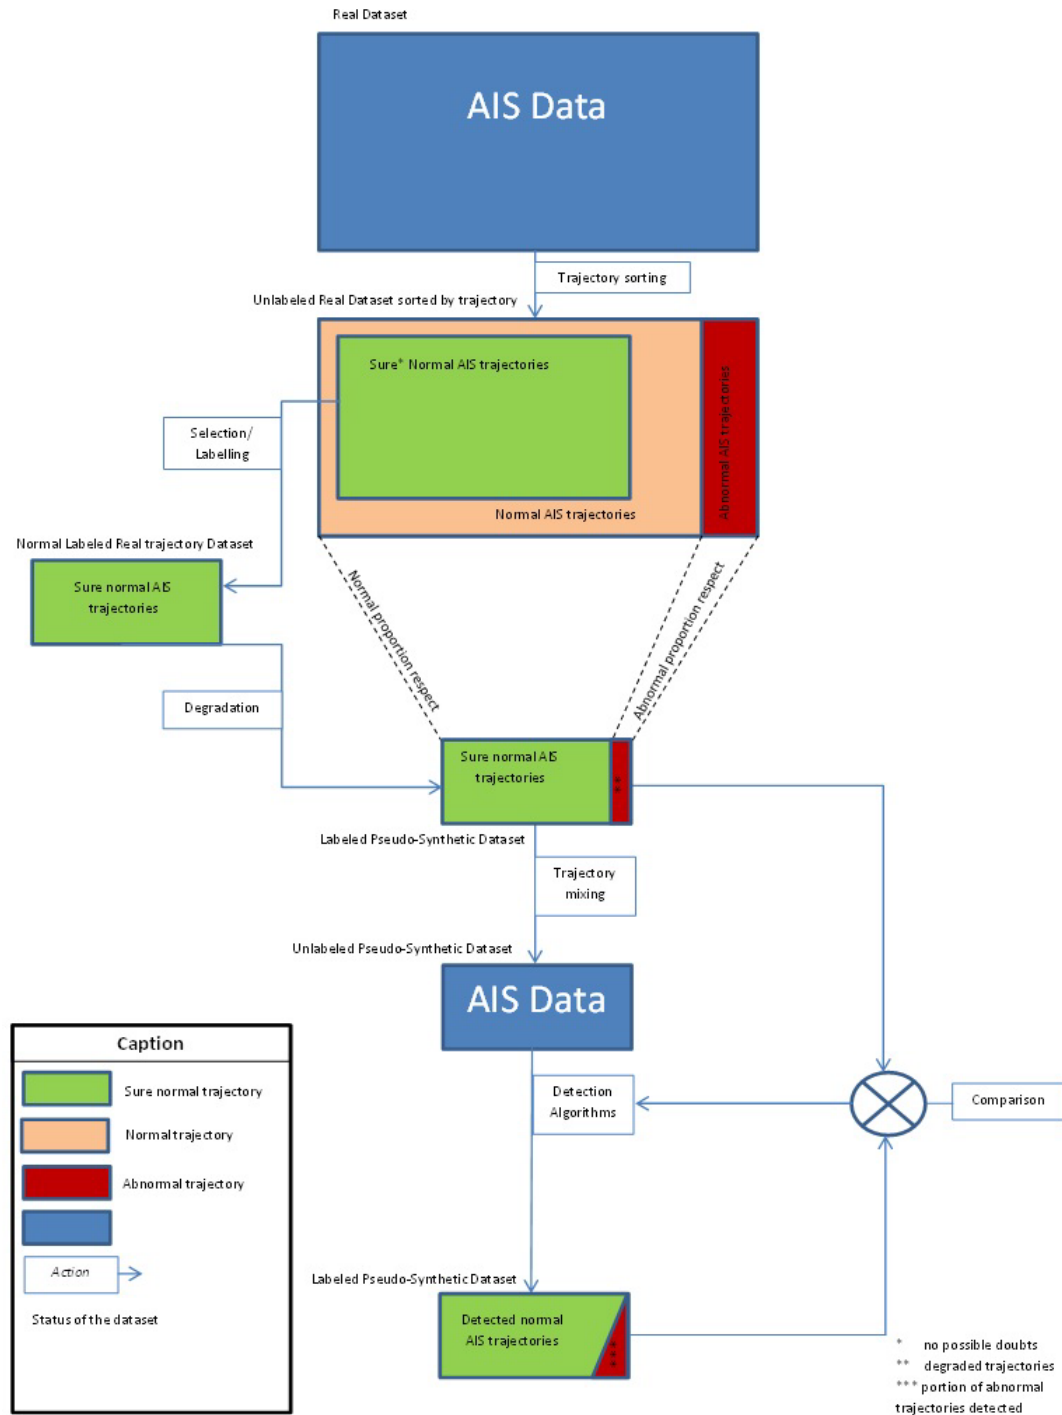 Real Dataset
AIS Data
Trajectory sorting
Unlabeled Real Dataset sorted by trajectory
Sure* Normal AIS trajectories
Abnormal AIS trajectories
Selection/
Labelling
Normal AIS trajectories
Normal Labeled Real trajectory Dataset
Sure normal AIS
trajectories
Normal proportion respect
Abnormal proportion respect
Degradation
Sure normal AIS
trajectories
**
Labeled Pseudo-Synthetic Dataset
Trajectory
mixing
Unlabeled Pseudo-Synthetic Dataset
AIS Data
Detection
Algorithms
Comparison
Labeled Pseudo-Synthetic Dataset
Detected normal
AIS trajectories
***
Caption
Sure normal trajectory
Normal trajectory
Abnormal trajectory
Action
Status of the dataset
* no possible doubts
** degraded trajectories
*** portion of abnormal
trajectories detected